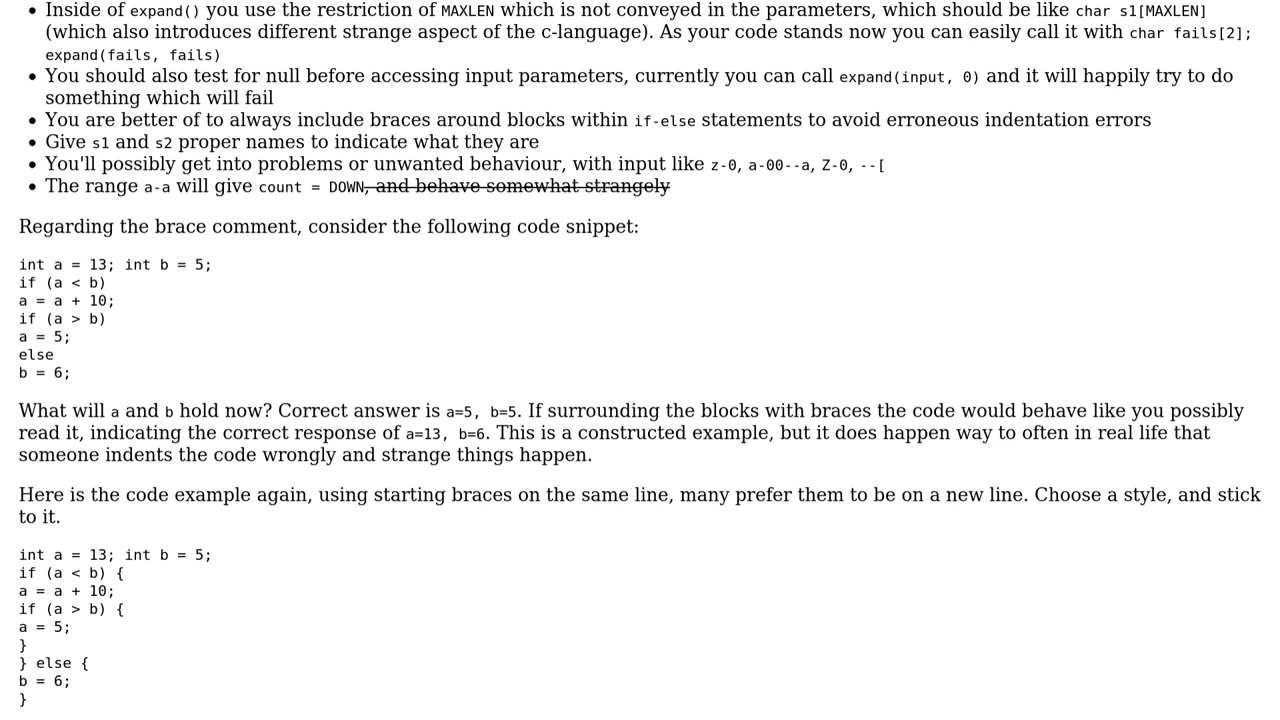 • Inside of expand() you use the restriction of MAXLEN which is not conveyed in the parameters, which should be like char s1[MAXLEN]
(which also introduces different strange aspect of the c-language). As your code stands now you can easily call it with char fails[2];
expand(fails, fails)
• You should also test for null before accessing input parameters, currently you can call expand(input, 0) and it will happily try to do
something which will fail
• You are better of to always include braces around blocks within if-else statements to avoid erroneous indentation errors
• Give s1 and s2 proper names to indicate what they are
• You'll possibly get into problems or unwanted behaviour, with input like z-0, a-00--a, Z-0, --[
• The range a-a will give count = DOWN, and behave somewhat strangely
Regarding the brace comment, consider the following code snippet:
int a = 13; int b = 5;
if (a < b)
a = a + 10;
if (a > b)
a = 5;
else
b = 6;
What will a and b hold now? Correct answer is a=5, b=5. If surrounding the blocks with braces the code would behave like you possibly
read it, indicating the correct response of a=13, b=6. This is a constructed example, but it does happen way to often in real life that
someone indents the code wrongly and strange things happen.
Here is the code example again, using starting braces on the same line, many prefer them to be on a new line. Choose a style, and stick
to it.
int a = 13; int b = 5;
if (a < b) {
a = a + 10;
if (a > b) {
a = 5;
}
} else {
b = 6;
}